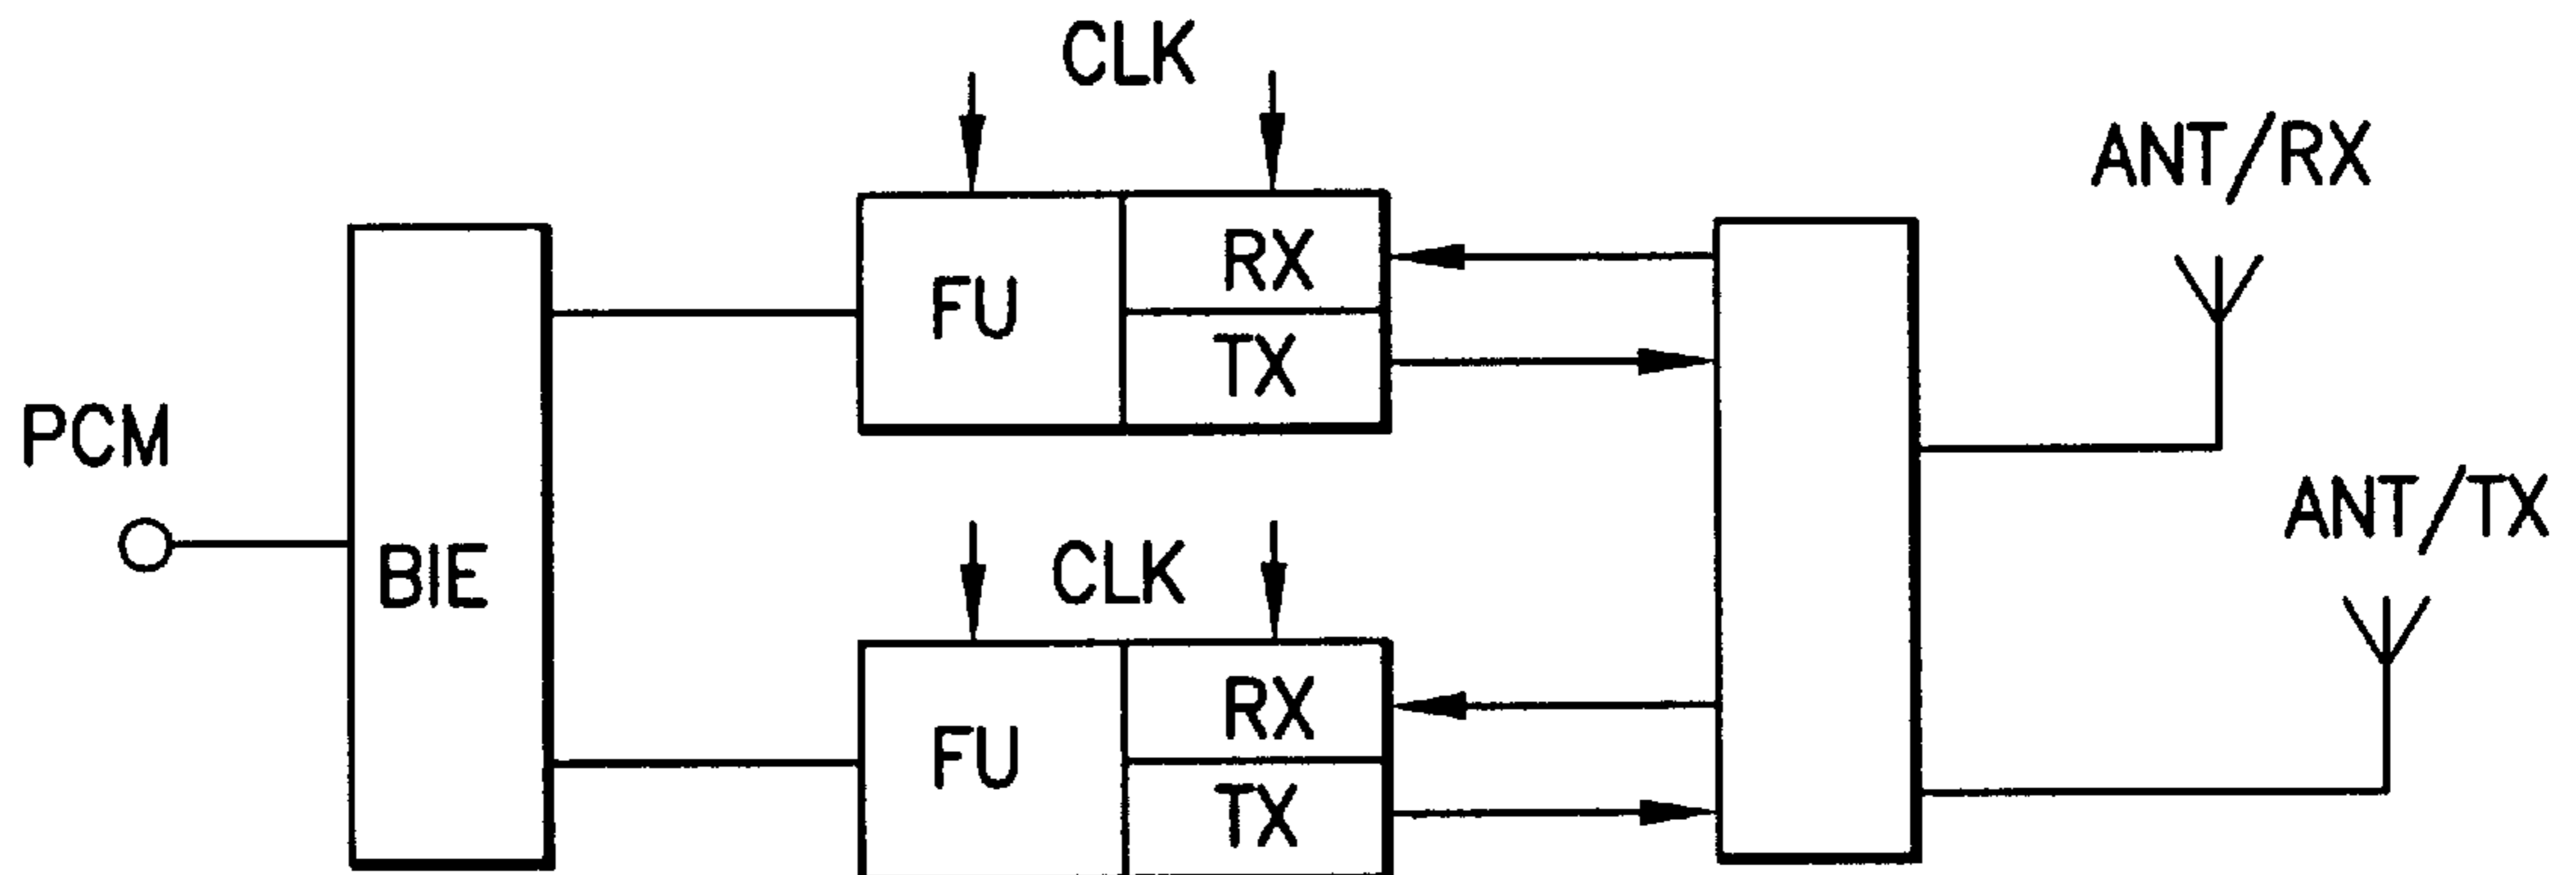 CLK
ANT/RX
FU
RX
TX
PCM
BIE
ANT/TX
CLK
FU
RX
TX